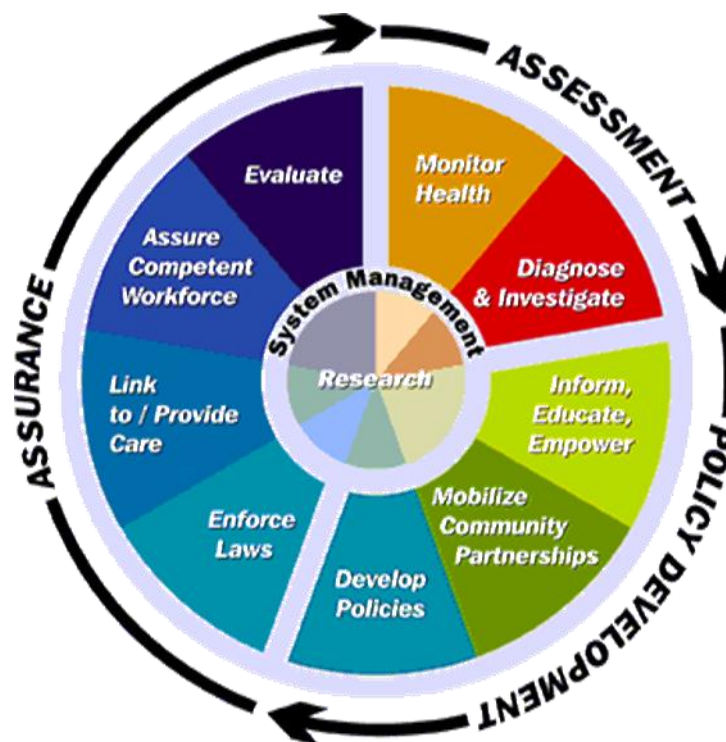 ASSESSMENT
POLICY DEVELOPMENT
ASSURANCE
Monitor
Health
Diagnose
& Investigate
Inform,
Educate,
Empower
Mobilize
Community
Partnerships
Develop
Policies
Enforce
Laws
Link
to / Provide
Care
Assure
Competent
Workforce
Evaluate
System Management
Research